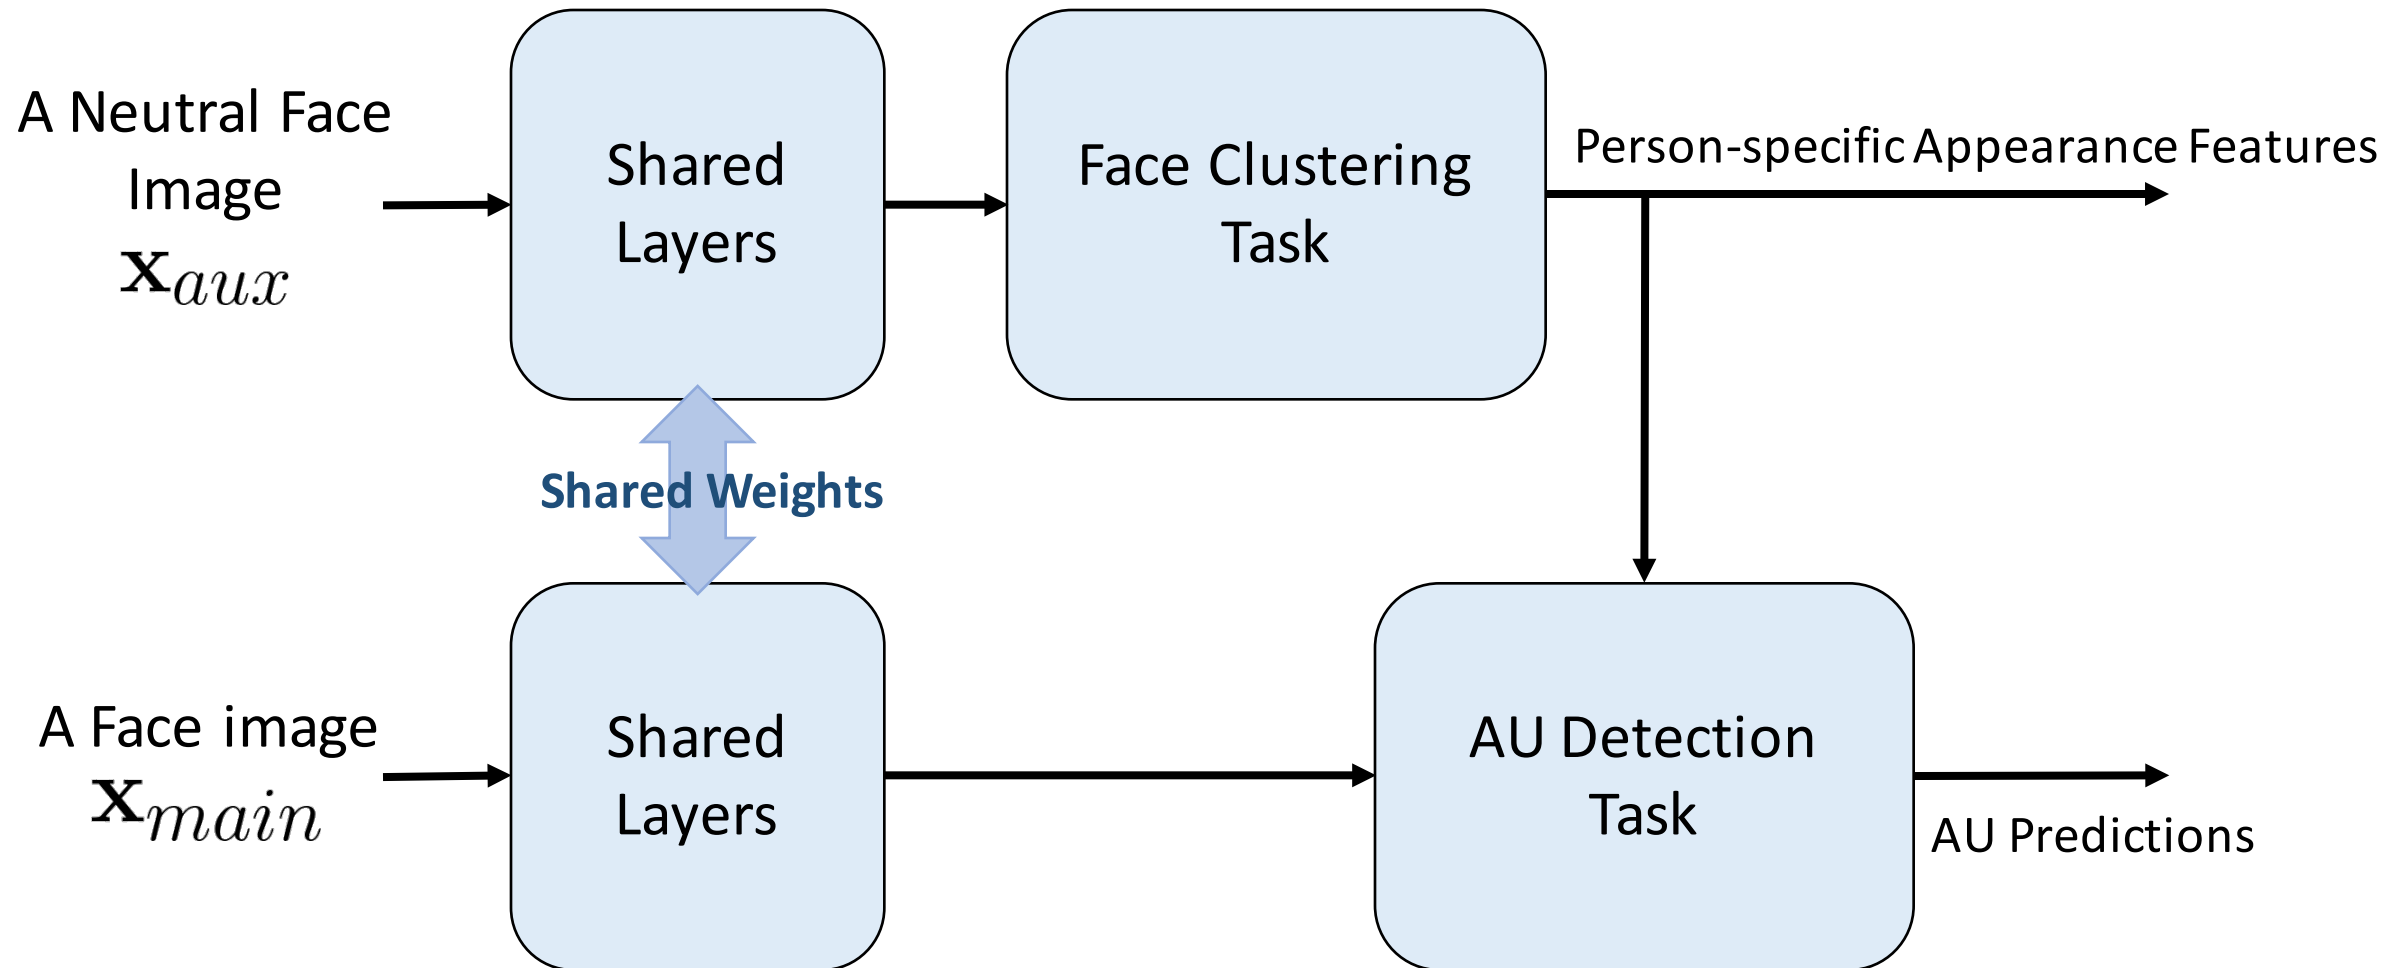 A Neutral Face
Image
x_aux
Shared
Layers
Face Clustering
Task
Person-specific Appearance Features
Shared Weights
A Face image
x_main
Shared
Layers
AU Detection
Task
AU Predictions